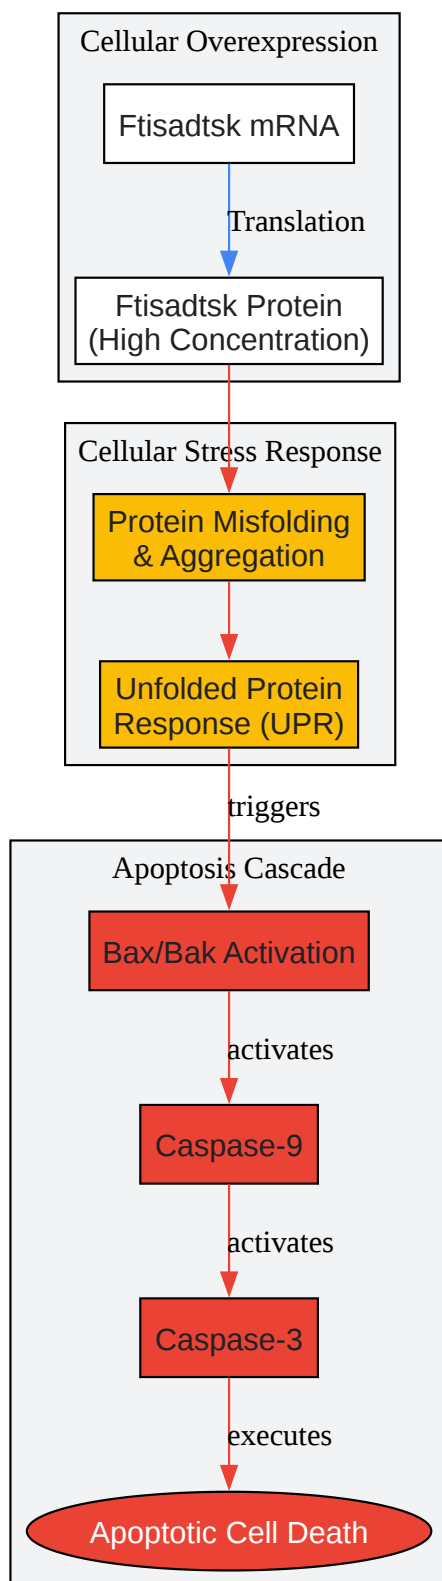 Cellular Overexpression
Ftisadtsk mRNA
Translation
Ftisadtsk Protein
(High Concentration)
Cellular Stress Response
Protein Misfolding
& Aggregation
Unfolded Protein
Response (UPR)
triggers
Apoptosis Cascade
Bax/Bak Activation
activates
Caspase-9
activates
Caspase-3
executes
Apoptotic Cell Death